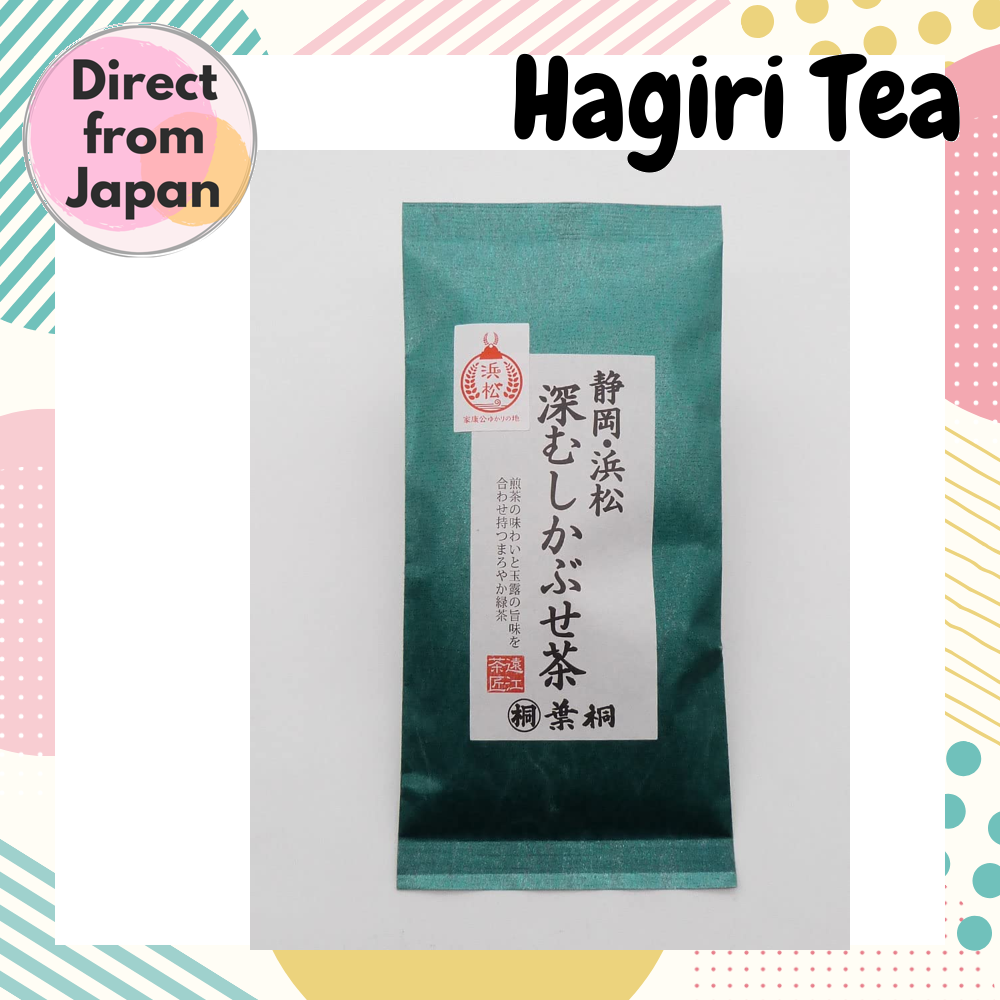 Direct
from
Japan
Hagiri Tea
浜
松
家康公ゆかりの地
静岡・浜松
深むしかぶせ茶
煎茶の味わいと玉露の旨味を
合わせ持つまろやか緑茶
遠江
茶匠
桐 葉桐